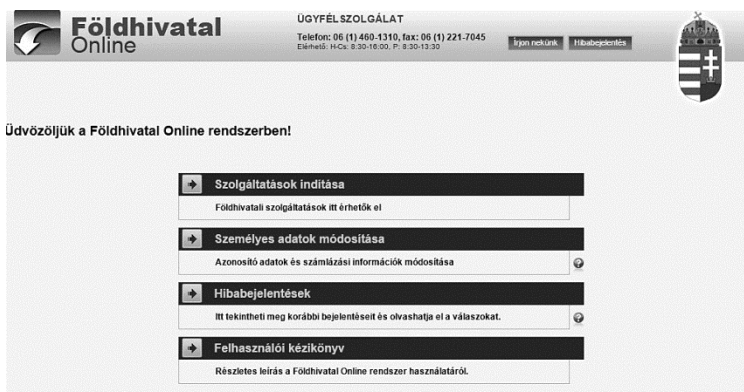 Földhivatal
Online
ÜGYFÉLSZOLGÁLAT
Telefon: 06 (1) 460-1310, fax: 06 (1) 221-7045
Elérhető: H-Cs: 8:30-16:00, P: 8:30-13:30
Írjon nekünk
Hibabejelentés
Üdvözöljük a Földhivatal Online rendszerben!
Szolgáltatások indítása
Földhivatali szolgáltatások itt érhetők el
Személyes adatok módosítása
Azonosító adatok és számlázási információk módosítása
Hibabejelentések
Itt tekintheti meg korábbi bejelentéseit és olvashatja el a válaszokat.
Felhasználói kézikönyv
Részletes leírás a Földhivatal Online rendszer használatáról.